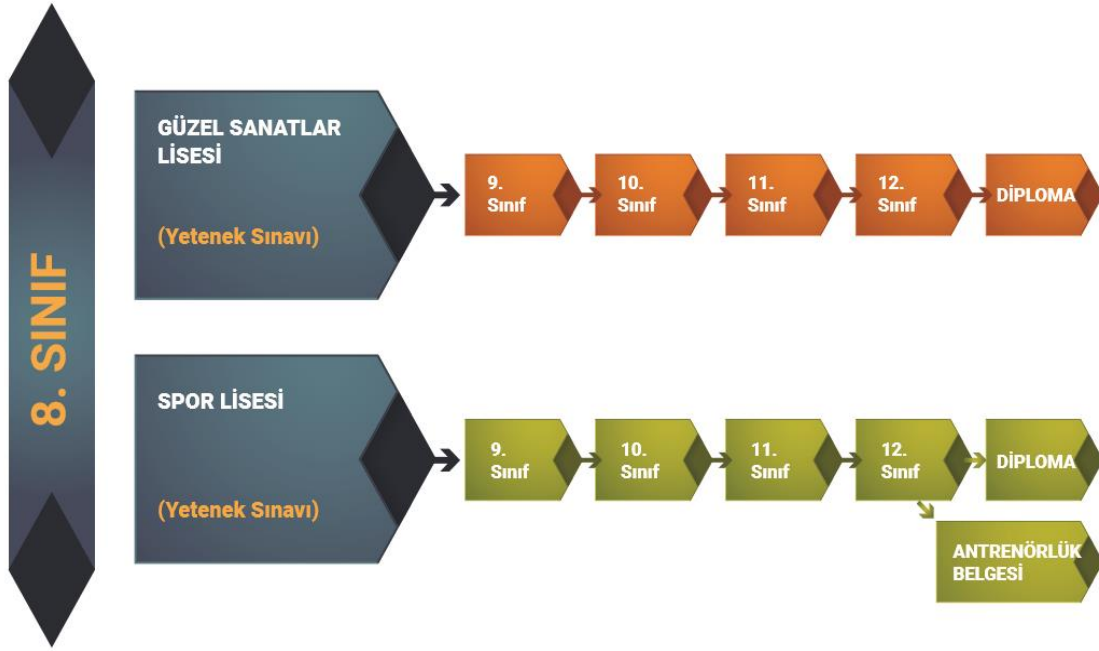 8. SINIF
GÜZEL SANATLAR
LİSESİ
(Yetenek Sınavı)
9.
Sınıf
10.
Sınıf
11.
Sınıf
12.
Sınıf
DİPLOMA
SPOR LİSESİ
(Yetenek Sınavı)
9.
Sınıf
10.
Sınıf
11.
Sınıf
12.
Sınıf
DİPLOMA
ANTRENÖRLÜK
BELGESİ